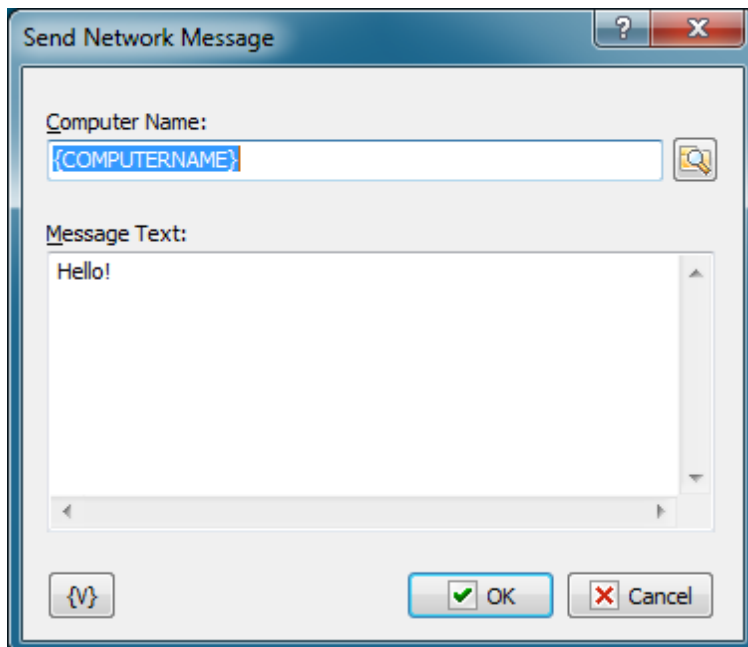 Send Network Message
?
Computer Name:
{COMPUTERNAME}
Message Text:
Hello!
{V}
OK
Cancel